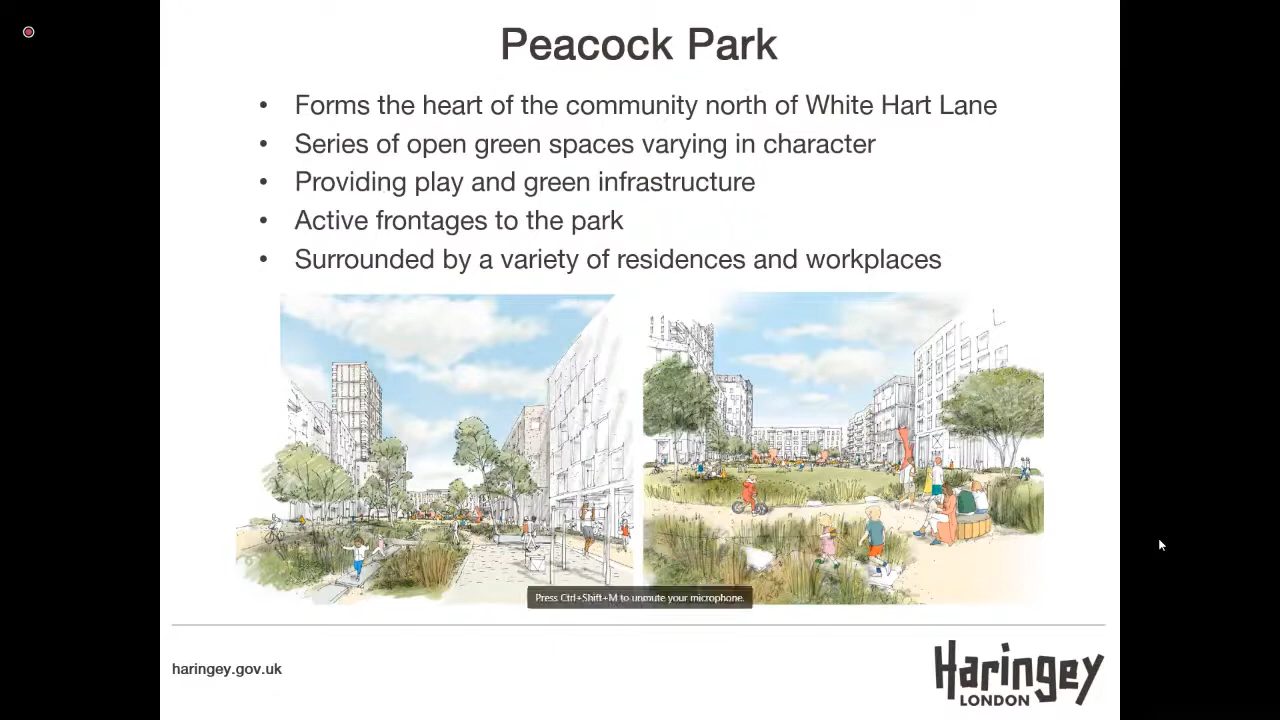 Peacock Park
• Forms the heart of the community north of White Hart Lane
• Series of open green spaces varying in character
• Providing play and green infrastructure
• Active frontages to the park
• Surrounded by a variety of residences and workplaces
Press Ctrl+Shift+M to unmute your microphone.
haringey.gov.uk
Haringey
LONDON